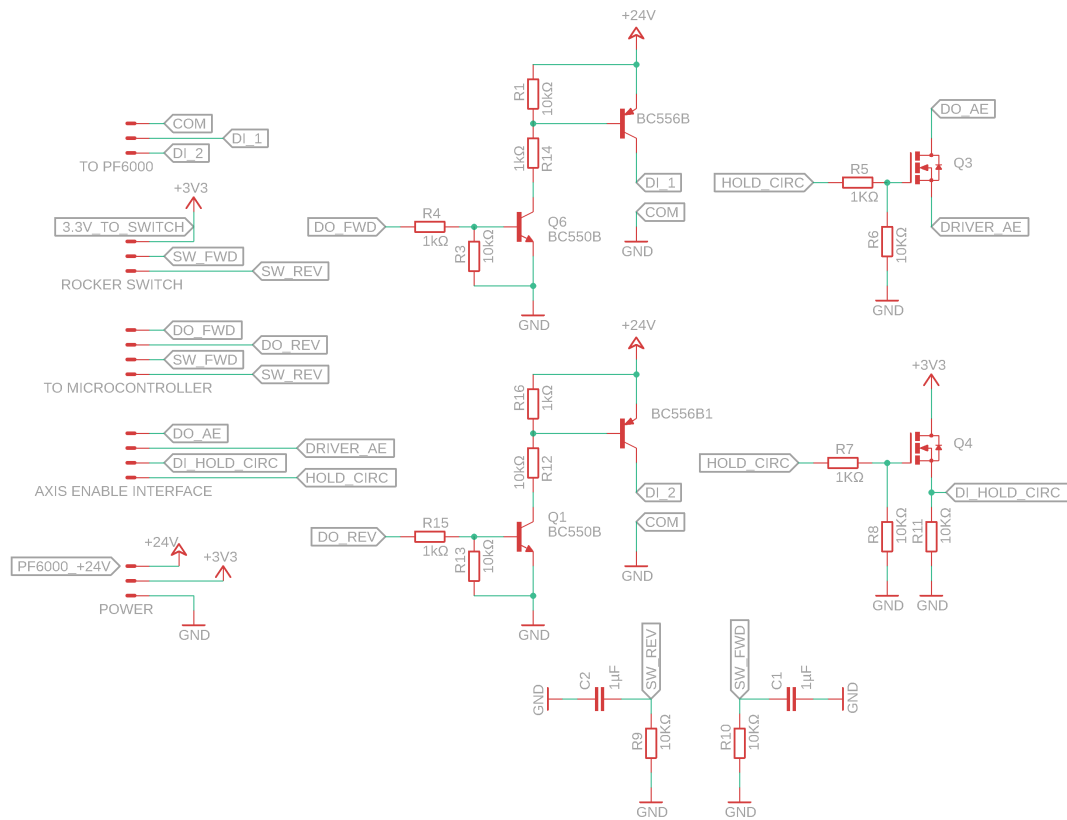 +24V
R1
10kΩ
BC556B
1kΩ
R14
COM
DI_1
DI_2
TO PF6000
+3V3
3.3V_TO_SWITCH
SW_FWD
SW_REV
ROCKER SWITCH
DO_FWD
R4
1kΩ
R3
10kΩ
Q6
BC550B
GND
DI_1
COM
GND
DO_AE
Q3
HOLD_CIRC
R5
1KΩ
R6
10KΩ
DRIVER_AE
GND
DO_FWD
DO_REV
SW_FWD
SW_REV
TO MICROCONTROLLER
+24V
R16
1kΩ
BC556B1
10kΩ
R12
DO_REV
R15
1kΩ
R13
10kΩ
Q1
BC550B
GND
DI_2
COM
GND
+3V3
Q4
HOLD_CIRC
R7
1KΩ
DI_HOLD_CIRC
R8
10KΩ
R11
10KΩ
GND
GND
DO_AE
DRIVER_AE
DI_HOLD_CIRC
HOLD_CIRC
AXIS ENABLE INTERFACE
+24V
+3V3
PF6000_+24V
POWER
GND
GND
C2
1µF
SW_REV
R9
10KΩ
GND
SW_FWD
C1
1µF
GND
R10
10KΩ
GND